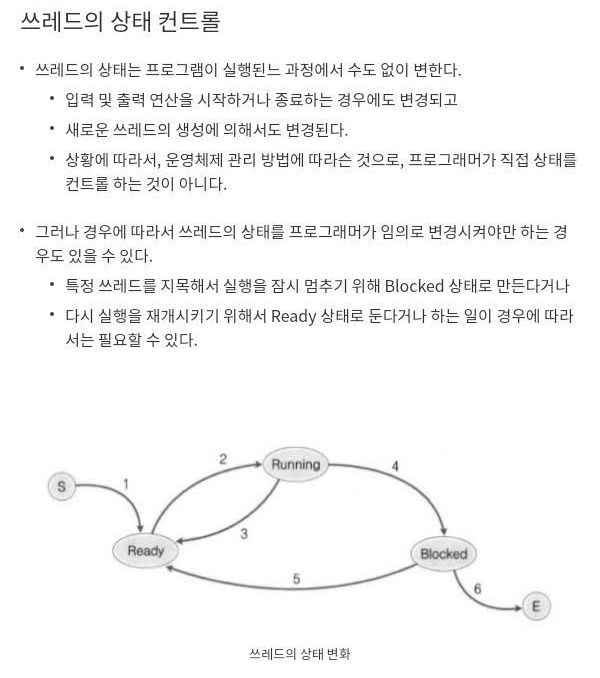 쓰레드의 상태 컨트롤
• 쓰레드의 상태는 프로그램이 실행된느 과정에서 수도 없이 변한다.
• 입력 및 출력 연산을 시작하거나 종료하는 경우에도 변경되고
• 새로운 쓰레드의 생성에 의해서도 변경된다.
• 상황에 따라서, 운영체제 관리 방법에 따라슨 것으로, 프로그래머가 직접 상태를
컨트롤 하는 것이 아니다.
• 그러나 경우에 따라서 쓰레드의 상태를 프로그래머가 임의로 변경시켜야만 하는 경
우도 있을 수 있다.
• 특정 쓰레드를 지목해서 실행을 잠시 멈추기 위해 Blocked 상태로 만든다거나
• 다시 실행을 재개시키기 위해서 Ready 상태로 둔다거나 하는 일이 경우에 따라
서는 필요할 수 있다.
2
Running
4
S
1
3
Ready
Blocked
5
6
E
쓰레드의 상태 변화